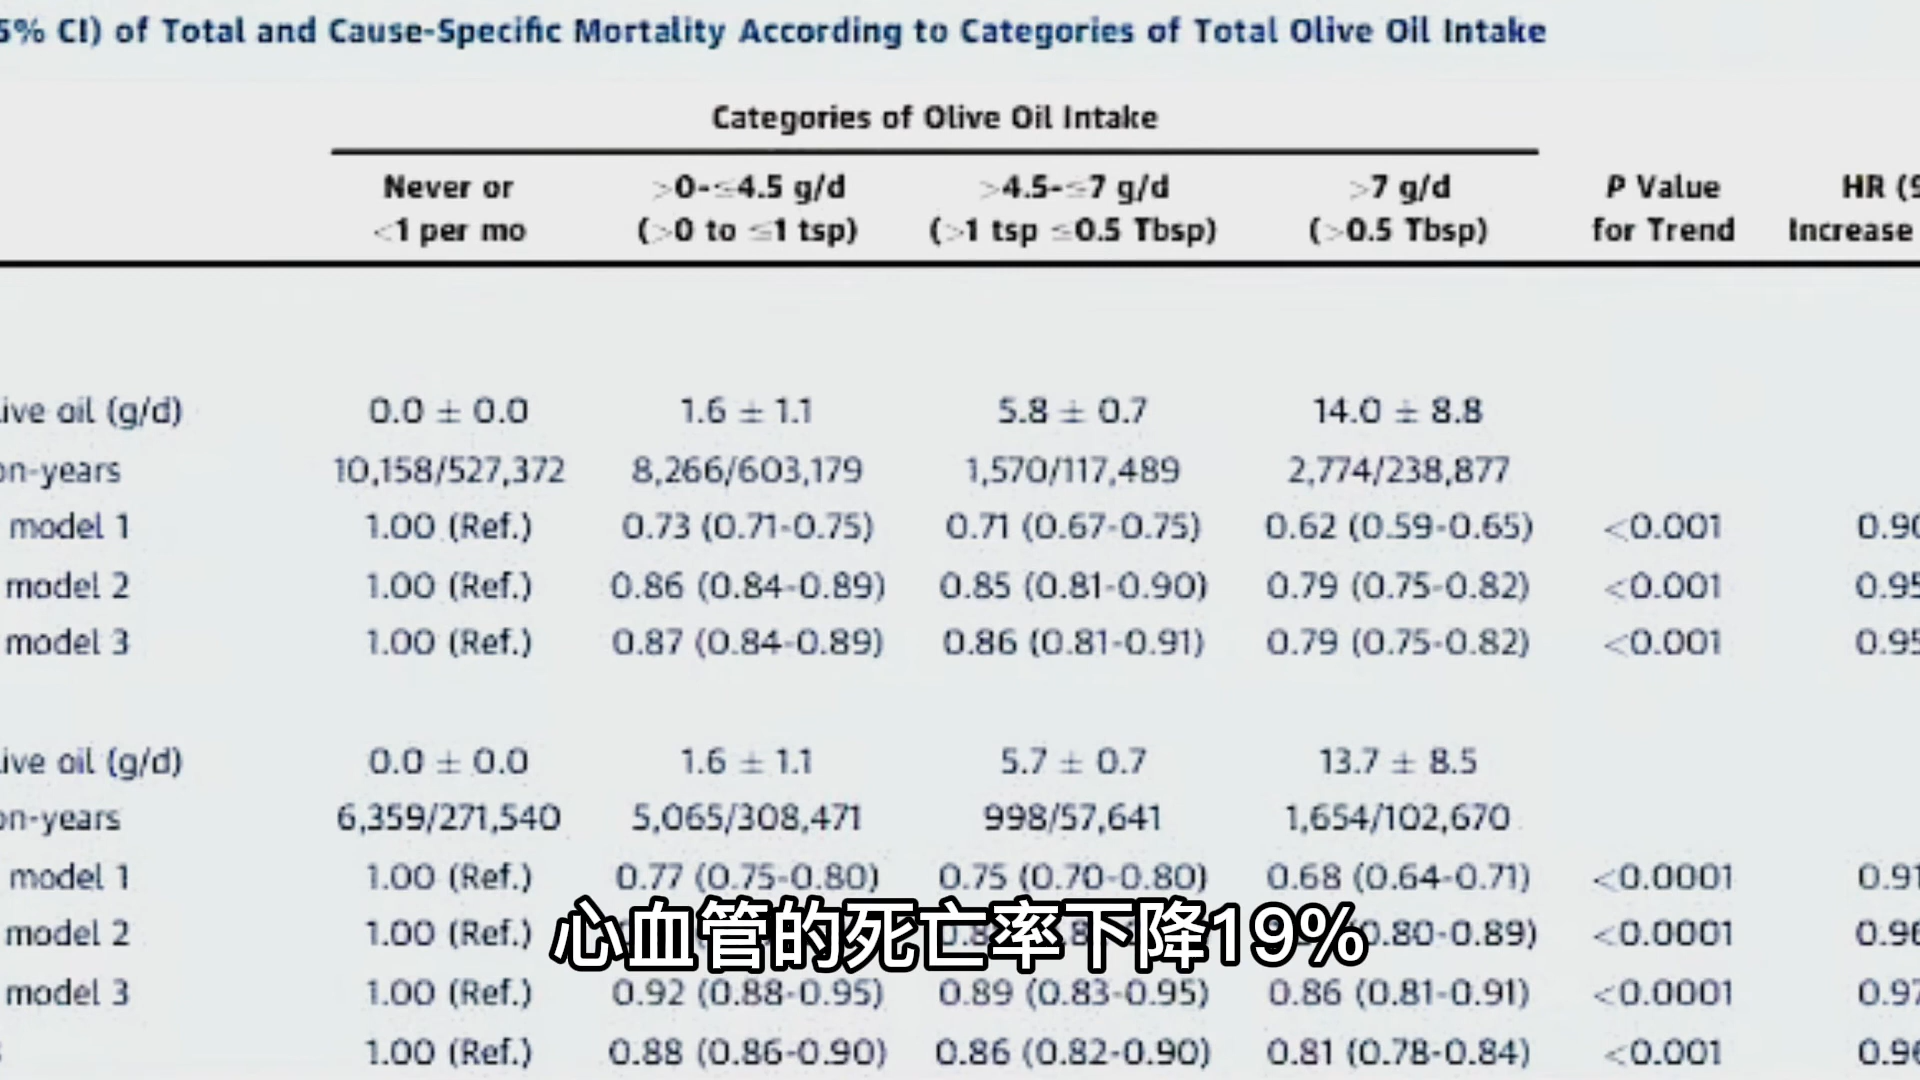 5% CI) of Total and Cause-Specific Mortality According to Categories of Total Olive Oil Intake
Categories of Olive Oil Intake
Never or <1 per mo >0-≤4.5 g/d (>0 to ≤1 tsp) >4.5-≤7 g/d (>1 tsp ≤0.5 Tbsp) >7 g/d (>0.5 Tbsp) P Value for Trend HR (9 Increase
ive oil (g/d) 0.0 ± 0.0 1.6 ± 1.1 5.8 ± 0.7 14.0 ± 8.8
on-years 10,158/527,372 8,266/603,179 1,570/117,489 2,774/238,877
model 1 1.00 (Ref.) 0.73 (0.71-0.75) 0.71 (0.67-0.75) 0.62 (0.59-0.65) <0.001 0.90
model 2 1.00 (Ref.) 0.86 (0.84-0.89) 0.85 (0.81-0.90) 0.79 (0.75-0.82) <0.001 0.95
model 3 1.00 (Ref.) 0.87 (0.84-0.89) 0.86 (0.81-0.91) 0.79 (0.75-0.82) <0.001 0.95
ive oil (g/d) 0.0 ± 0.0 1.6 ± 1.1 5.7 ± 0.7 13.7 ± 8.5
on-years 6,359/271,540 5,065/308,471 998/57,641 1,654/102,670
model 1 1.00 (Ref.) 0.77 (0.75-0.80) 0.75 (0.70-0.80) 0.68 (0.64-0.71) <0.0001 0.91
model 2 1.00 (Ref.) 0.80-0.89) <0.0001 0.96
心血管的死亡率下降19%
model 3 1.00 (Ref.) 0.92 (0.88-0.95) 0.89 (0.83-0.95) 0.86 (0.81-0.91) <0.0001 0.97
1.00 (Ref.) 0.88 (0.86-0.90) 0.86 (0.82-0.90) 0.81 (0.78-0.84) <0.001 0.96